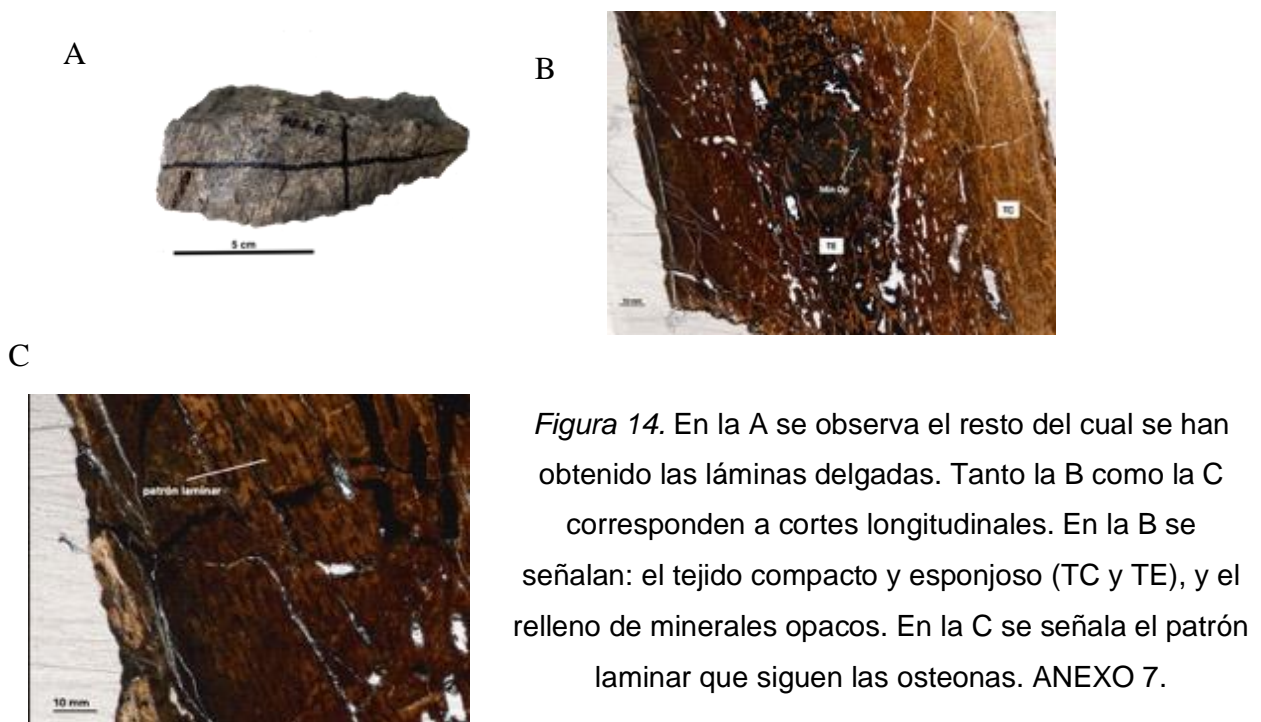 A
5 cm
B
Min Op
TE
TC
10 mm
C
patrón laminar
10 mm
Figura 14. En la A se observa el resto del cual se han
obtenido las láminas delgadas. Tanto la B como la C
corresponden a cortes longitudinales. En la B se
señalan: el tejido compacto y esponjoso (TC y TE), y el
relleno de minerales opacos. En la C se señala el patrón
laminar que siguen las osteonas. ANEXO 7.